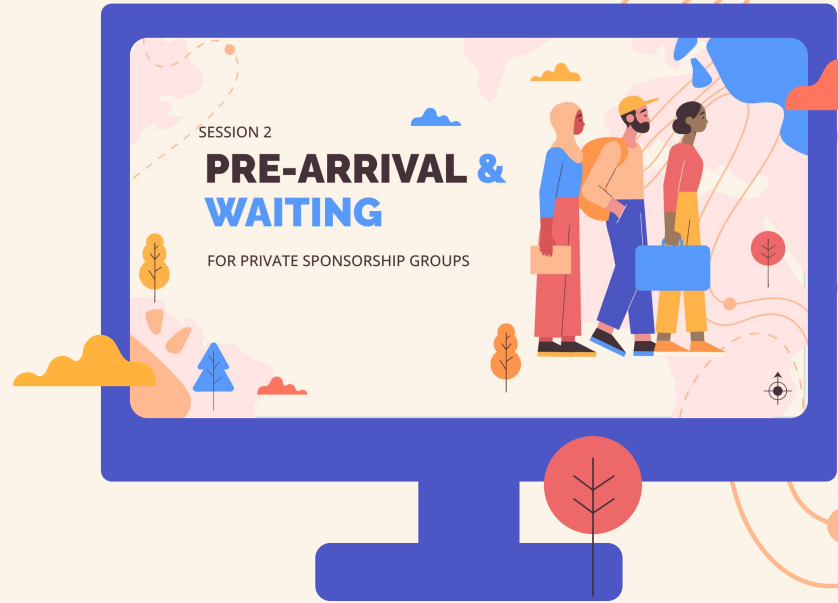 SESSION 2
PRE-ARRIVAL &
WAITING
FOR PRIVATE SPONSORSHIP GROUPS